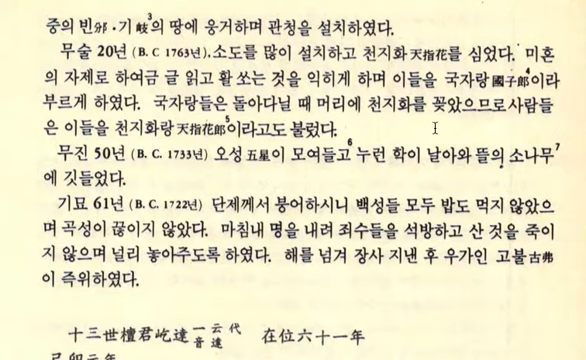 중의 빈邠·기岐³의 땅에 웅거하며 관청을 설치하였다.
무술 20년 (B. C 1763년). 소도를 많이 설치하고 천지화天指花를 심었다. 미혼
의 자제로 하여금 글 읽고 활 쏘는 것을 익히게 하며 이들을 국자랑 國子郎⁴이라
부르게 하였다. 국자랑들은 돌아다닐 때 머리에 천지화를 꽂았으므로 사람들
은 이들을 천지화랑 天指花郎⁵이라고도 불렀다.
무진 50년 (B. C. 1733년) 오성 五星이 모여들고⁶ 누런 학이 날아와 뜰의 소나무⁷
에 깃들었다.
기묘 61년 (B. C. 1722년) 단제께서 붕어하시니 백성들 모두 밥도 먹지 않았으
며 곡성이 끊이지 않았다. 마침내 명을 내려 죄수들을 석방하고 산 것을 죽이
지 않으며 널리 놓아주도록 하였다. 해를 넘겨 장사 지낸 후 우가인 고불古弗
이 즉위하였다.
十三世檀君屹達 一云代音達 在位六十一年
己卯元年